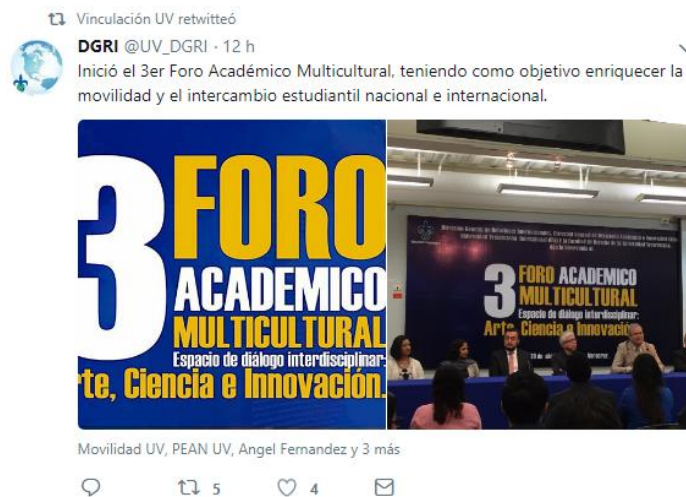 Vinculación UV retwitteó
DGRI @UV_DGRI · 12 h
Inició el 3er Foro Académico Multicultural, teniendo como objetivo enriquecer la
movilidad y el intercambio estudiantil nacional e internacional.
3 FORO
ACADEMICO
MULTICULTURAL
Espacio de diálogo interdisciplinar:
te, Ciencia e Innovación.
3 FORO ACADEMICO
MULTICULTURAL
Espacio de diálogo interdisciplinar:
Arte, Ciencia e Innovación
Movilidad UV, PEAN UV, Angel Fernandez y 3 más
5 4